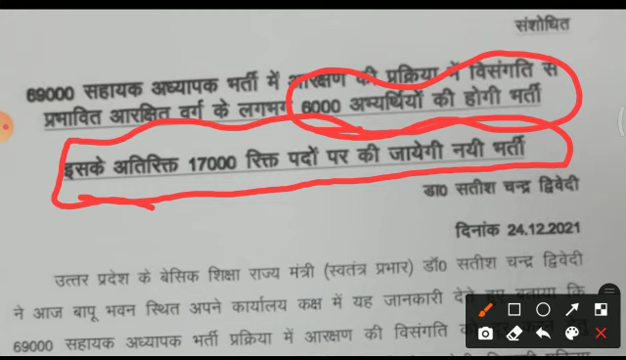 संशोधित
69000 सहायक अध्यापक भर्ती में आरक्षण की प्रक्रिया में विसंगति स
प्रभावित आरक्षित वर्ग के लगभग 6000 अभ्यर्थियों की होगी भर्ती
इसके अतिरिक्त 17000 रिक्त पदों पर की जायेगी नयी भर्ती
डा0 सतीश चन्द्र द्विवेदी
दिनांक 24.12.2021
उत्तर प्रदेश के बेसिक शिक्षा राज्य मंत्री (स्वतंत्र प्रभार) डॉ0 सतीश चन्द्र द्विवेदी
ने आज बापू भवन स्थित अपने कार्यालय कक्ष में यह जानकारी देते हुए बताया कि
69000 सहायक अध्यापक भर्ती प्रक्रिया में आरक्षण की विसंगति